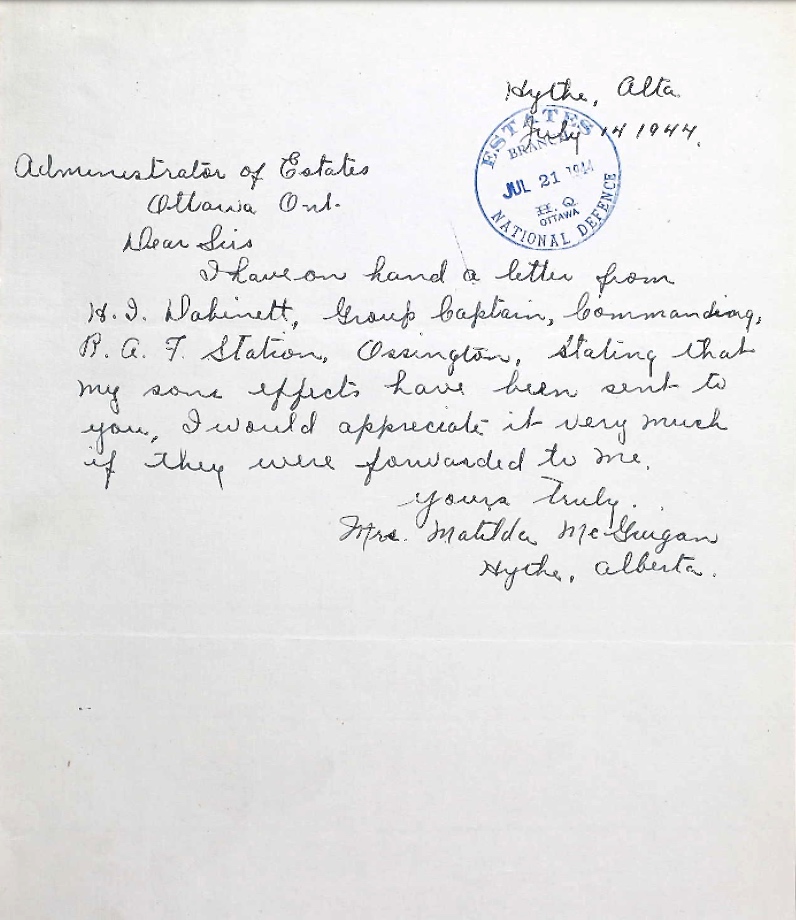 Hythe, Alta.
July 14 1944.
ESTATES
BRANCH
JUL 21 1944
H.Q.
OTTAWA
NATIONAL DEFENCE
Administrator of Estates
Ottawa Ont.
Dear Sirs
I have on hand a letter from
H. I. Dabinett, Group Captain, Commanding,
R. A. F. Station, Ossington, stating that
my sons effects have been sent to
you, I would appreciate it very much
if they were forwarded to me.
Yours Truly.
Mrs. Matilda McGuigan
Hythe, Alberta.